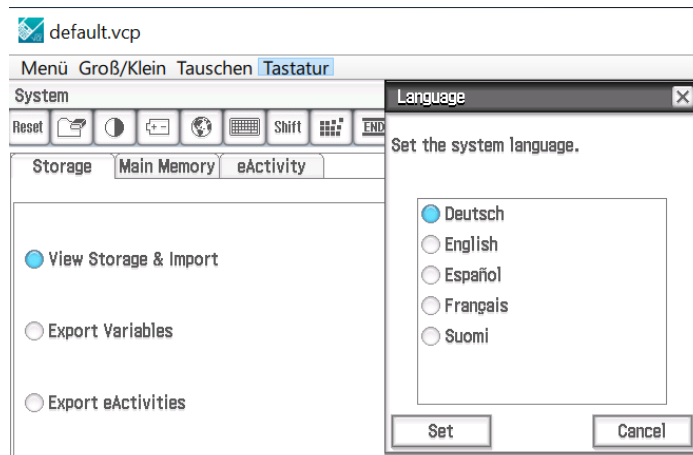 default.vcp
Menü Groß/Klein Tauschen Tastatur
System
Reset Shift END
Storage Main Memory eActivity
View Storage & Import
Export Variables
Export eActivities
Language
Set the system language.
Deutsch
English
Español
Français
Suomi
Set Cancel